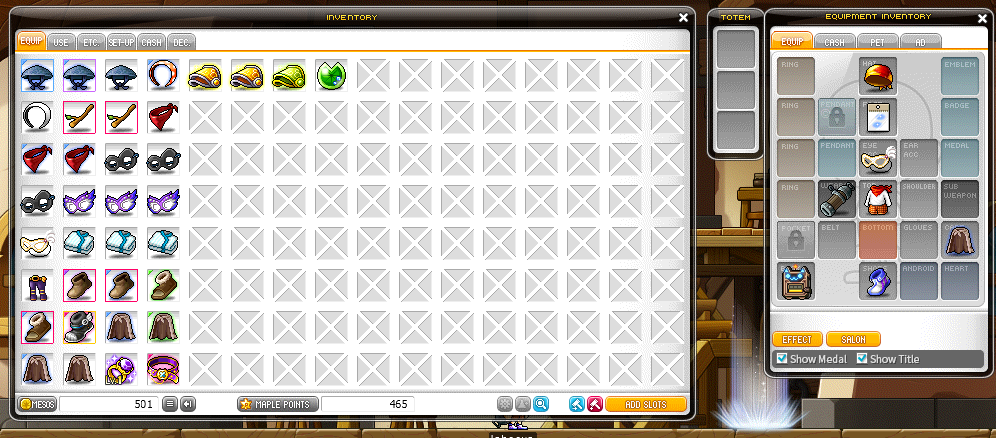 INVENTORY
EQUIP USE ETC. SET-UP CASH DEC.
MESOS 501 MAPLE POINTS 465 ADD SLOTS
TOTEM
EQUIPMENT INVENTORY
EQUIP CASH PET AD
RING EMBLEM
RING PENDANT BADGE
RING PENDANT EYE EAR ACC MEDAL
RING SHOULDER SUB WEAPON
POCKET BELT BOTTOM GLOVES
ANDROID HEART
EFFECT SALON
Show Medal Show Title